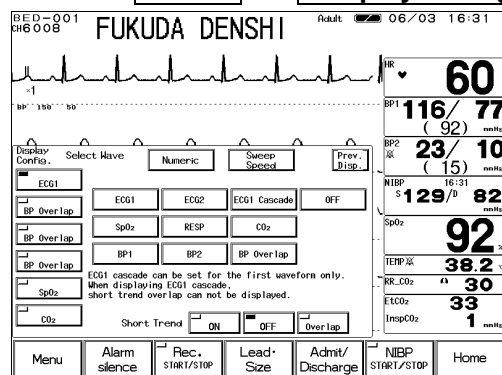 BED-001
CH6008
FUKUDA DENSHI
Adult
06/03 16:31
×1
BP 150 50
HR
60
BP1
116/ 77
( 92) mmHg
BP2
23/ 10
( 15) mmHg
NIBP 16:31
S 129/D 82
SpO₂
92 %
TEMP
38.2
RR_CO₂
30
EtCO₂
33
InspCO₂
1 mmHg
Display Config.
Select Wave
Numeric
Sweep Speed
Prev. Disp.
ECG1
BP Overlap
BP Overlap
BP Overlap
SpO₂
CO₂
ECG1
ECG2
ECG1 Cascade
OFF
SpO₂
RESP
CO₂
BP1
BP2
BP Overlap
ECG1 cascade can be set for the first waveform only.
When displaying ECG1 cascade,
short trend overlap can not be displayed.
Short Trend
ON
OFF
Overlap
Menu
Alarm silence
Rec. START/STOP
Lead· Size
Admit/ Discharge
NIBP START/STOP
Home